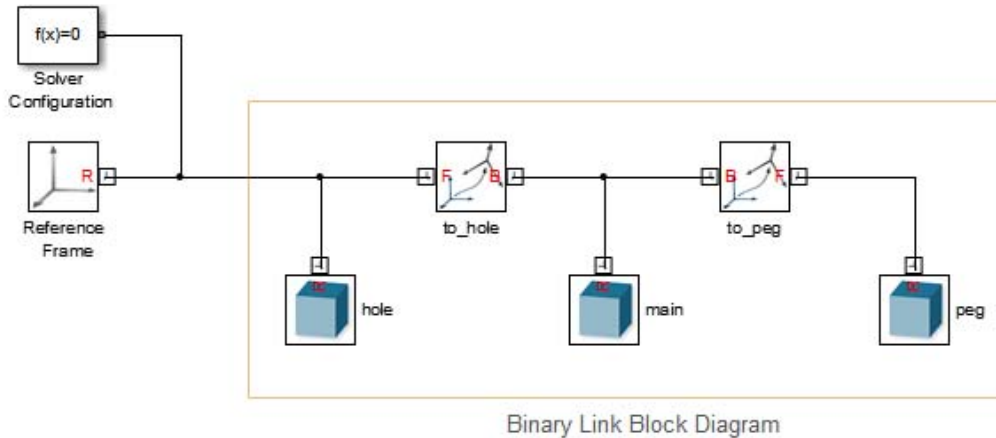 f(x)=0
Solver
Configuration
R
Reference
Frame
F
B
to_hole
B
F
to_peg
R
hole
R
main
R
peg
Binary Link Block Diagram